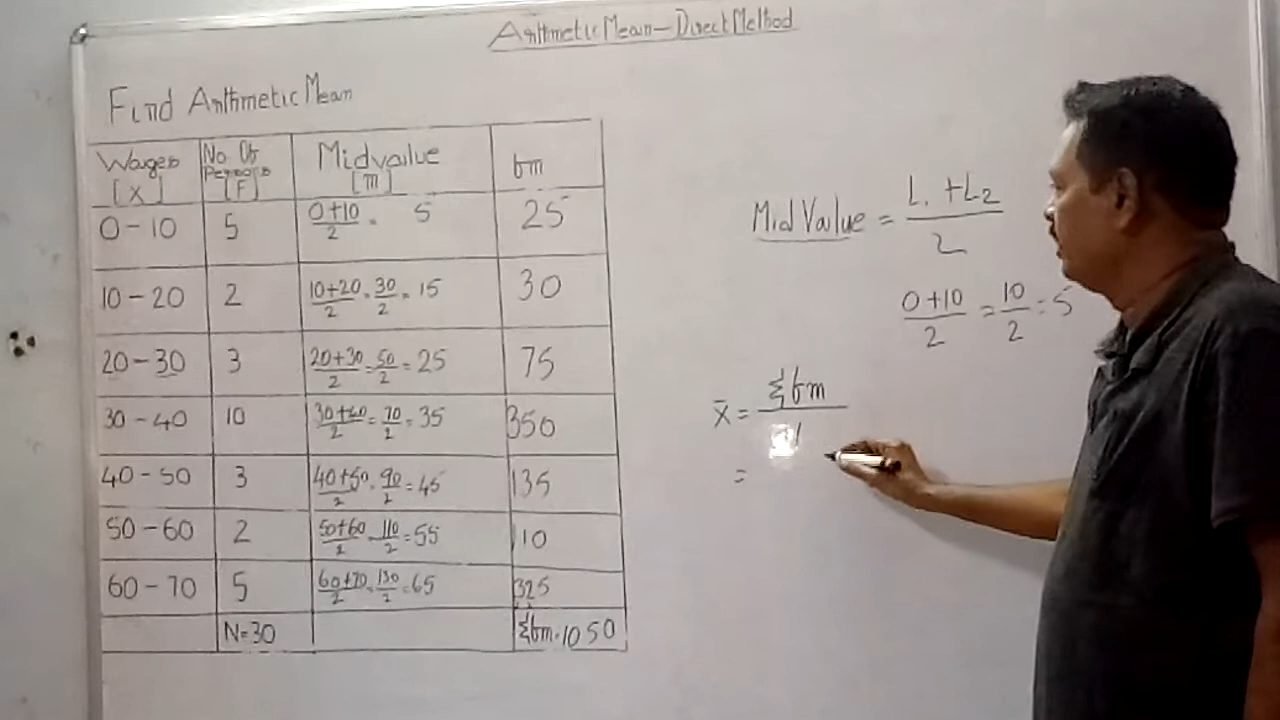 Arithmetic Mean - Direct Method
Find Arithmetic Mean
Wages [X] No. Of Persons [F] Midvalue [m] fm
0-10 5 0+10/2 = 5 25
10-20 2 10+20/2 = 30/2 = 15 30
20-30 3 20+30/2 = 50/2 = 25 75
30-40 10 30+40/2 = 70/2 = 35 350
40-50 3 40+50/2 = 90/2 = 45 135
50-60 2 50+60/2 = 110/2 = 55 110
60-70 5 60+70/2 = 130/2 = 65 325
N=30 Σfm = 1050
Mid Value = L1 + L2 / 2
0+10/2 = 10/2 = 5
X̄ = Σfm
=